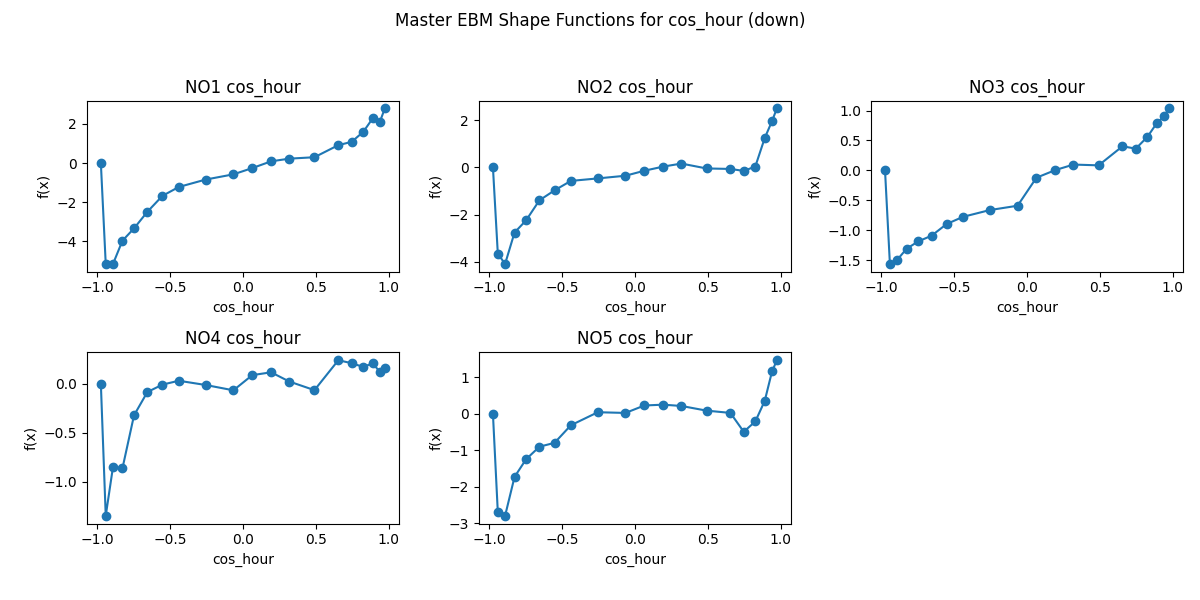 Master EBM Shape Functions for cos_hour (down)
NO1 cos_hour
2
0
−2
−4
f(x)
−1.0 −0.5 0.0 0.5 1.0
cos_hour
NO2 cos_hour
2
0
−2
−4
f(x)
−1.0 −0.5 0.0 0.5 1.0
cos_hour
NO3 cos_hour
1.0
0.5
0.0
−0.5
−1.0
−1.5
f(x)
−1.0 −0.5 0.0 0.5 1.0
cos_hour
NO4 cos_hour
0.0
−0.5
−1.0
f(x)
−1.0 −0.5 0.0 0.5 1.0
cos_hour
NO5 cos_hour
1
0
−1
−2
−3
f(x)
−1.0 −0.5 0.0 0.5 1.0
cos_hour